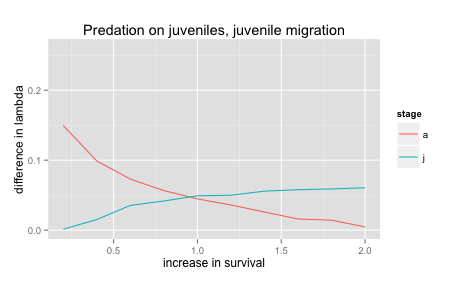 Predation on juveniles, juvenile migration
difference in lambda
0.2
0.1
0.0
0.5
1.0
1.5
2.0
increase in survival
stage
a
j